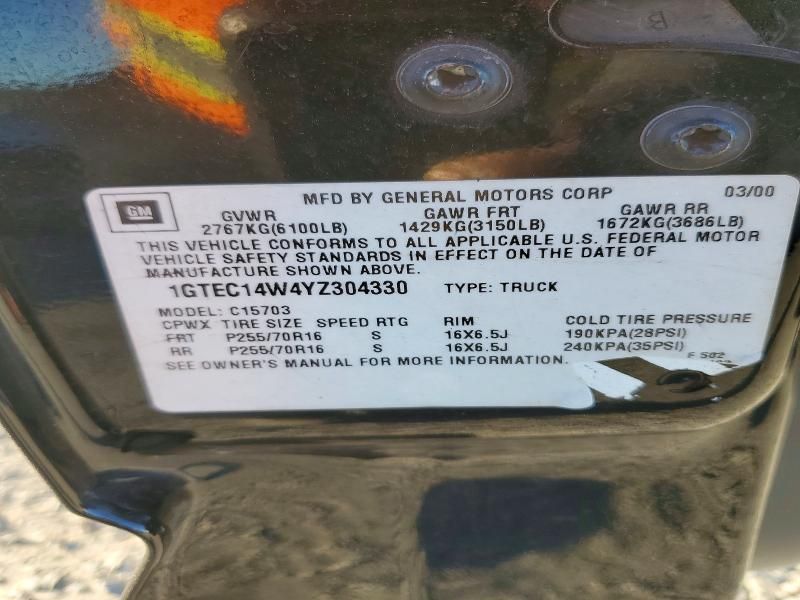 B
GM
MFD BY GENERAL MOTORS CORP 03/00
GVWR GAWR FRT GAWR RR
2767KG(6100LB) 1429KG(3150LB) 1672KG(3686LB)
THIS VEHICLE CONFORMS TO ALL APPLICABLE U.S. FEDERAL MOTOR
VEHICLE SAFETY STANDARDS IN EFFECT ON THE DATE OF
MANUFACTURE SHOWN ABOVE.
1GTEC14W4YZ304330 TYPE: TRUCK
MODEL: C15703
CPWX TIRE SIZE SPEED RTG RIM COLD TIRE PRESSURE
FRT P255/70R16 S 16X6.5J 190KPA(28PSI)
RR P255/70R16 S 16X6.5J 240KPA(35PSI)
SEE OWNER'S MANUAL FOR MORE INFORMATION. F 502